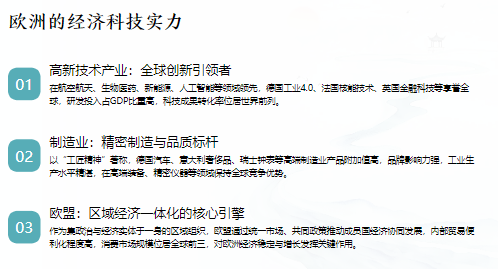 欧洲的经济科技实力
01
高新技术产业：全球创新引领者
在航空航天、生物医药、新能源、人工智能等领域领先，德国工业4.0、法国核能技术、英国金融科技等享誉全
球，研发投入占GDP比重高，科技成果转化率位居世界前列。
02
制造业：精密制造与品质标杆
以“工匠精神”著称，德国汽车、意大利奢侈品、瑞士钟表等高端制造业产品附加值高，品牌影响力强，工业生
产水平精湛，在高端装备、精密仪器等领域保持全球竞争优势。
03
欧盟：区域经济一体化的核心引擎
作为集政治与经济实体于一身的区域组织，欧盟通过统一市场、共同政策推动成员国经济协同发展，内部贸易便
利化程度高，消费市场规模位居全球前三，对欧洲经济稳定与增长发挥关键作用。